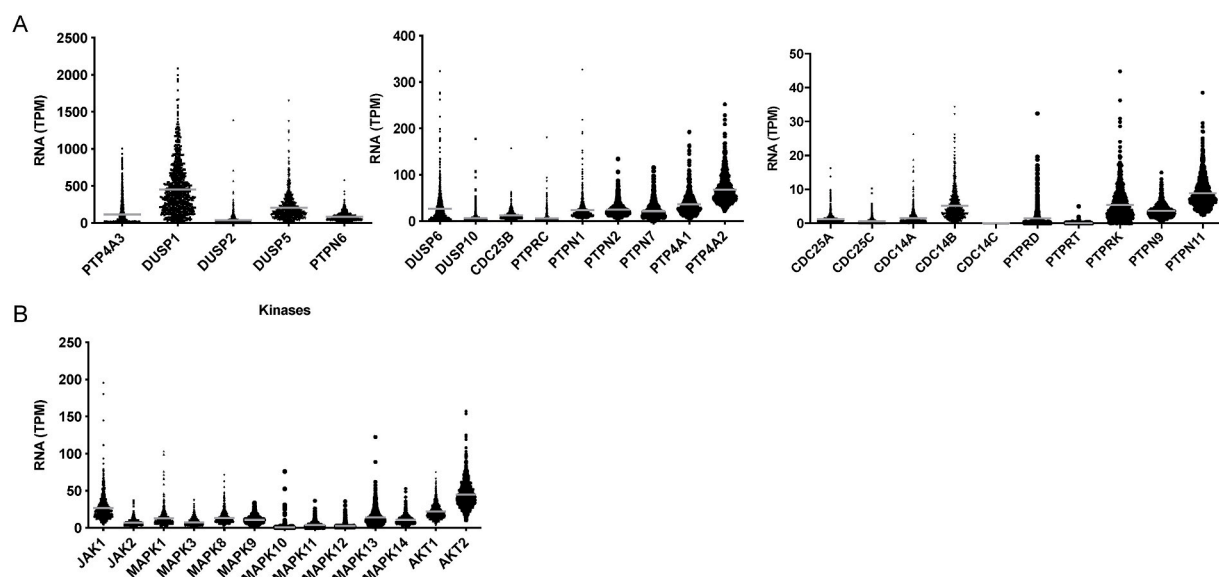 A
RNA (TPM)
2500
2000
1500
1000
500
0
PTP4A3
DUSP1
DUSP2
DUSP5
PTPN6
RNA (TPM)
400
300
200
100
0
DUSP6
DUSP10
CDC25B
PTPRC
PTPN1
PTPN2
PTPN7
PTP4A1
PTP4A2
RNA (TPM)
50
40
30
20
10
0
CDC25A
CDC25C
CDC14A
CDC14B
CDC14C
PTPRD
PTPRT
PTPRK
PTPN9
PTPN11
B
Kinases
RNA (TPM)
250
200
150
100
50
0
JAK1
JAK2
MAPK1
MAPK3
MAPK8
MAPK9
MAPK10
MAPK11
MAPK12
MAPK13
MAPK14
AKT1
AKT2